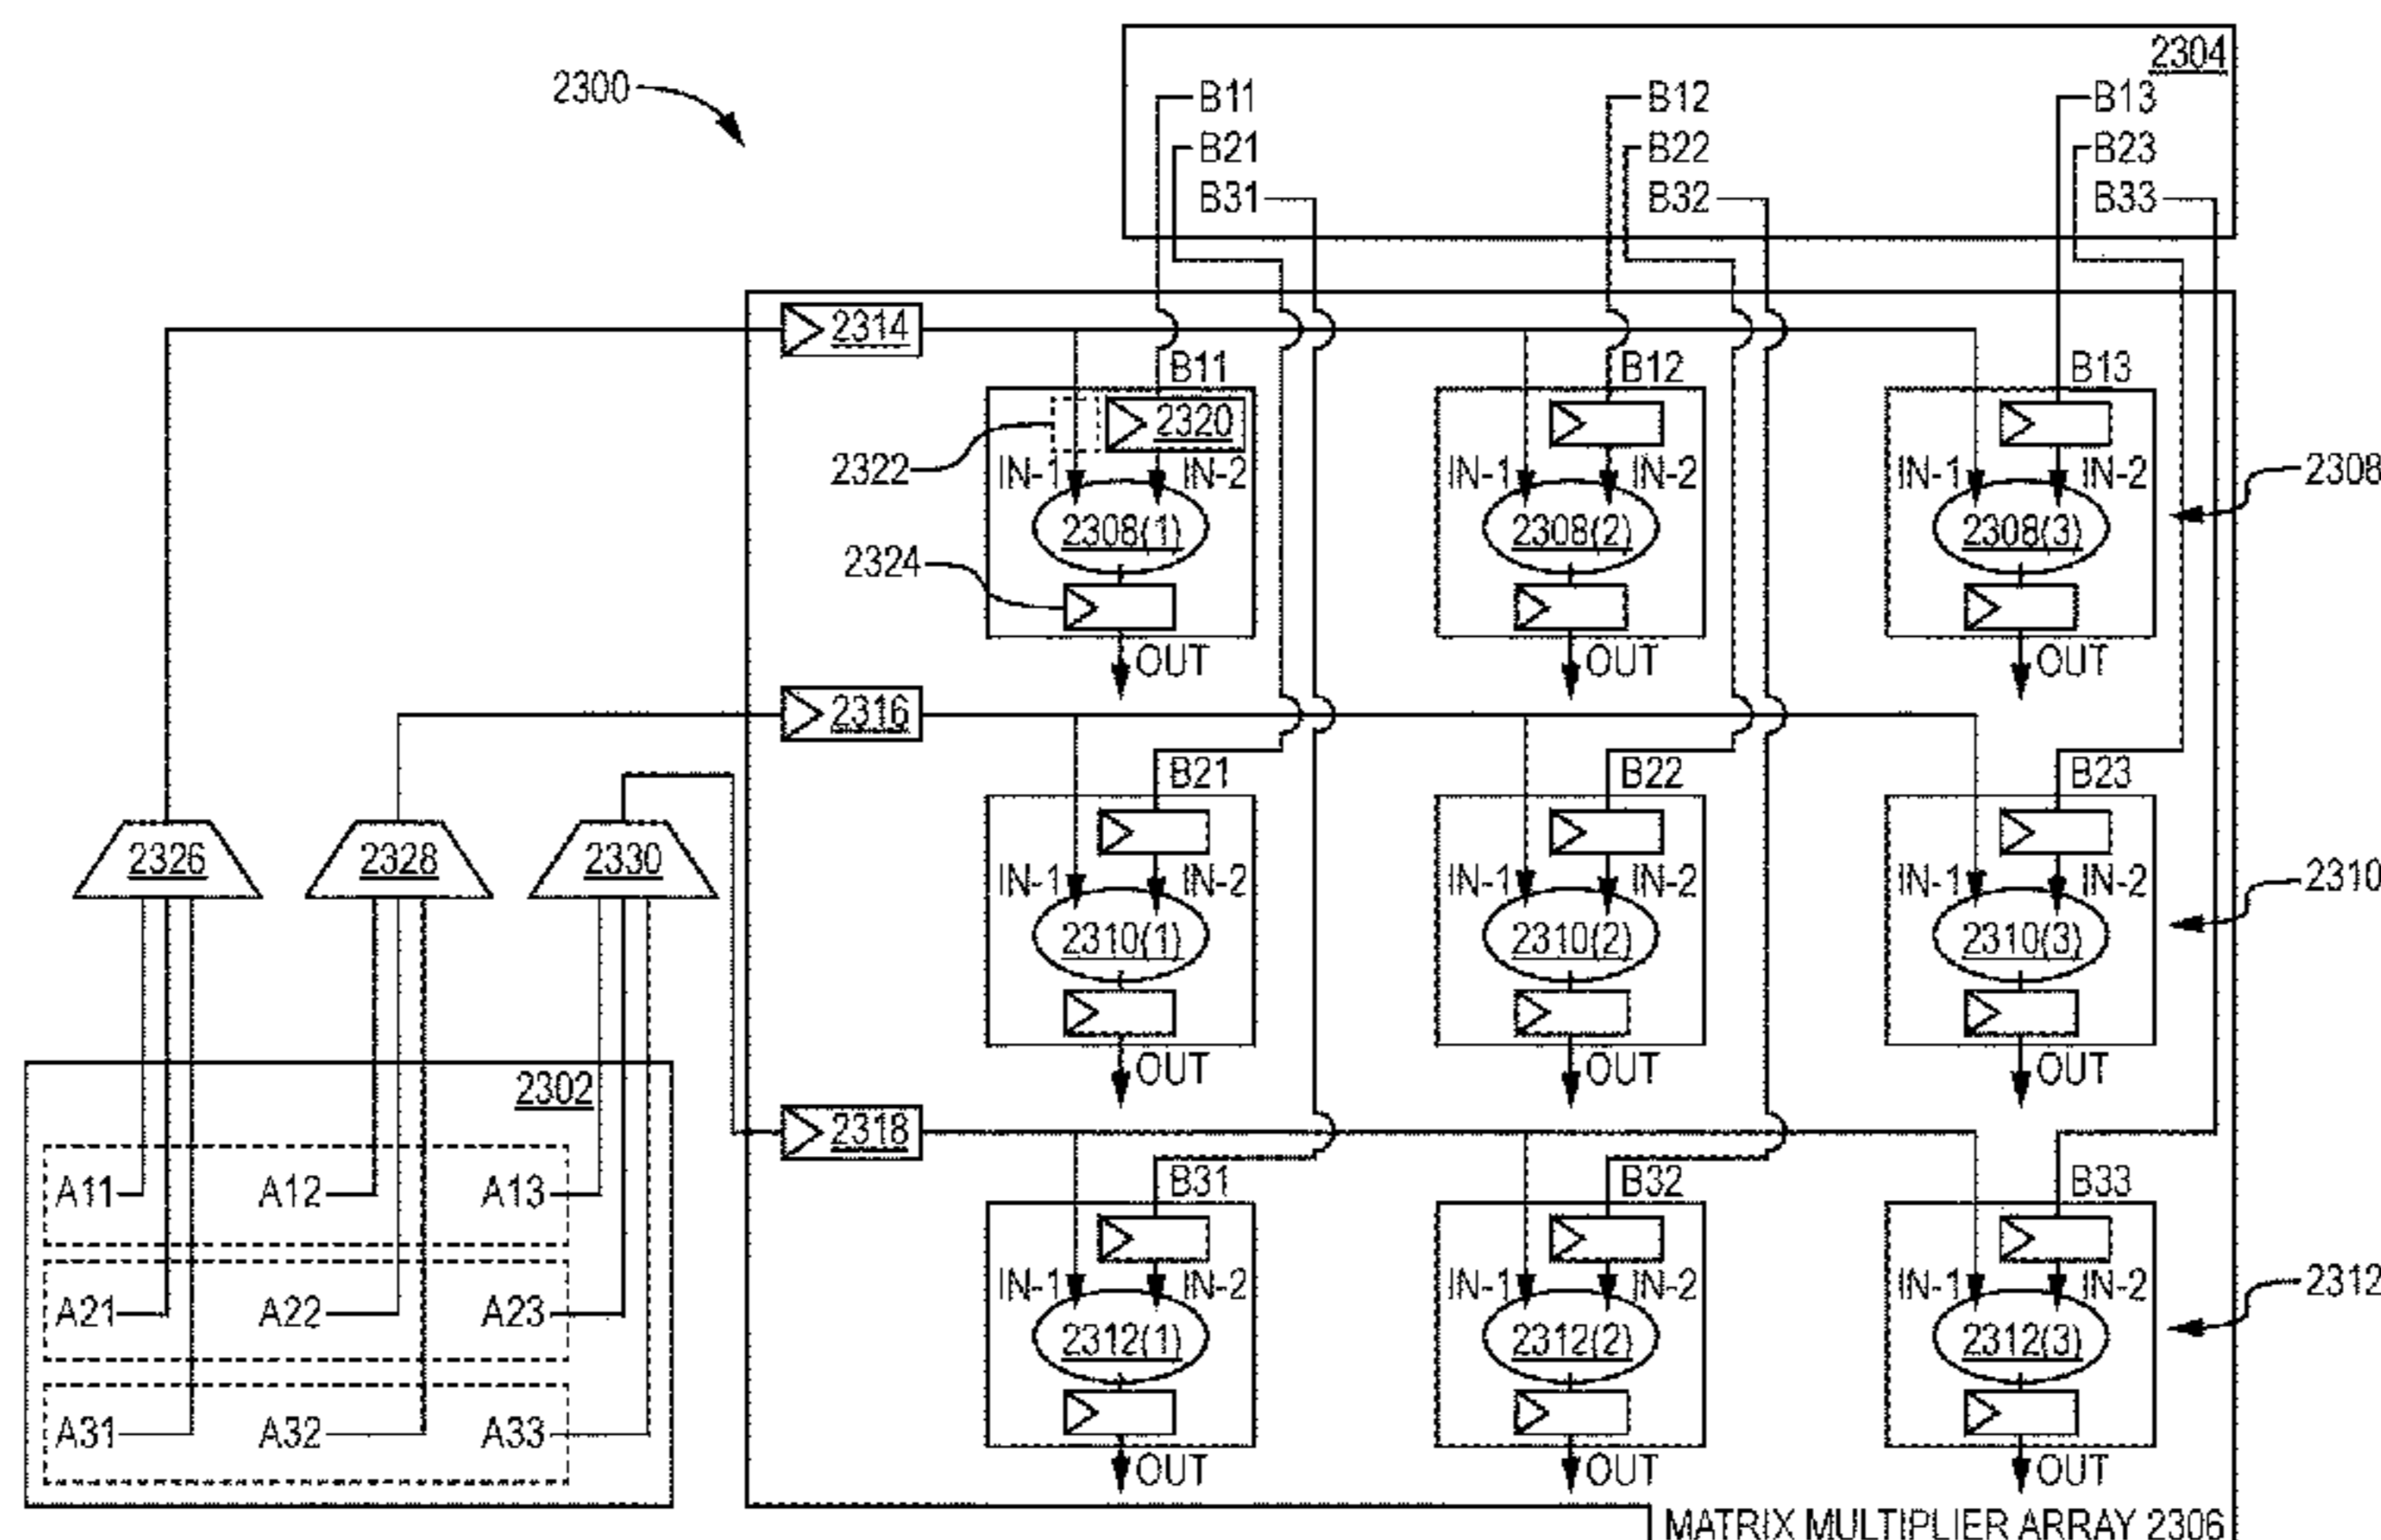 2304
2300
B11 B12 B13
B21 B22 B23
B31 B32 B33
2314
B11 B12 B13
2320
2322
IN-1 IN-2 IN-1 IN-2 IN-1 IN-2
2308
2308(1) 2308(2) 2308(3)
2324
OUT OUT OUT
2316
B21 B22 B23
2326 2328 2330
IN-1 IN-2 IN-1 IN-2 IN-1 IN-2
2310
2310(1) 2310(2) 2310(3)
OUT OUT OUT
2302
2318
A11 A12 A13
B31 B32 B33
IN-1 IN-2 IN-1 IN-2 IN-1 IN-2
2312
A21 A22 A23
2312(1) 2312(2) 2312(3)
A31 A32 A33
OUT OUT OUT
MATRIX MULTIPLIER ARRAY 2306